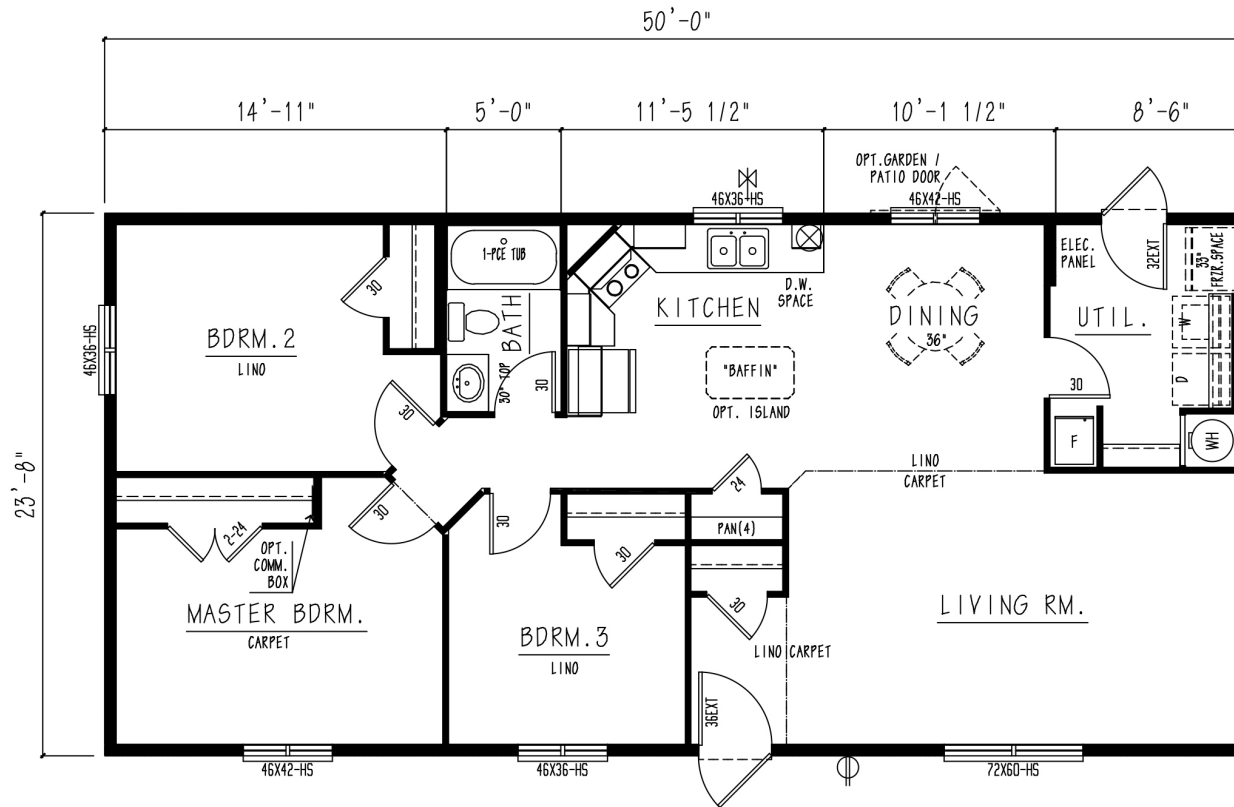 50'-0"
14'-11"
5'-0"
11'-5 1/2"
10'-1 1/2"
8'-6"
23'-8"
OPT.GARDEN /
PATIO DOOR
46X36-HS
46X42-HS
1-PCE TUB
ELEC.
PANEL
32EXT
33"
FRZR.SPACE
D.W.
SPACE
30
BATH
KITCHEN
DINING
36"
UTIL.
W
46X36-HS
BDRM.2
LINO
30" TOP
30
"BAFFIN"
OPT. ISLAND
30
D
30
F
WH
LINO
CARPET
24
PAN(4)
30
30
2-24
OPT.
COMM.
BOX
30
30
MASTER BDRM.
CARPET
BDRM.3
LINO
LIVING RM.
LINO CARPET
36EXT
46X42-HS
46X36-HS
72X60-HS